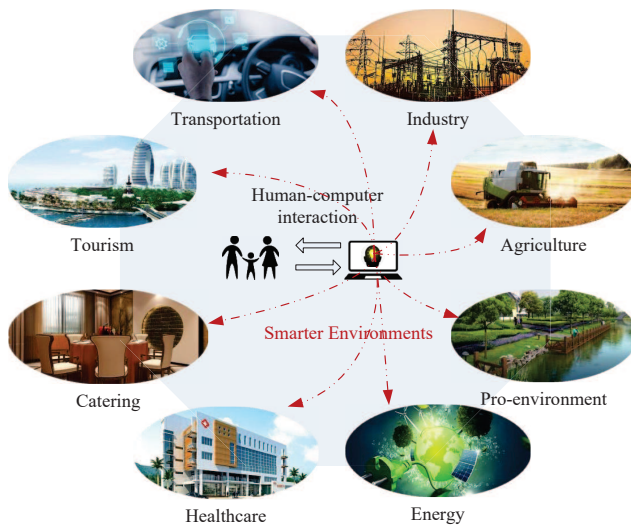 Transportation
Industry
Human-computer
interaction
Tourism
Agriculture
Smarter Environments
Catering
Pro-environment
Healthcare
Energy